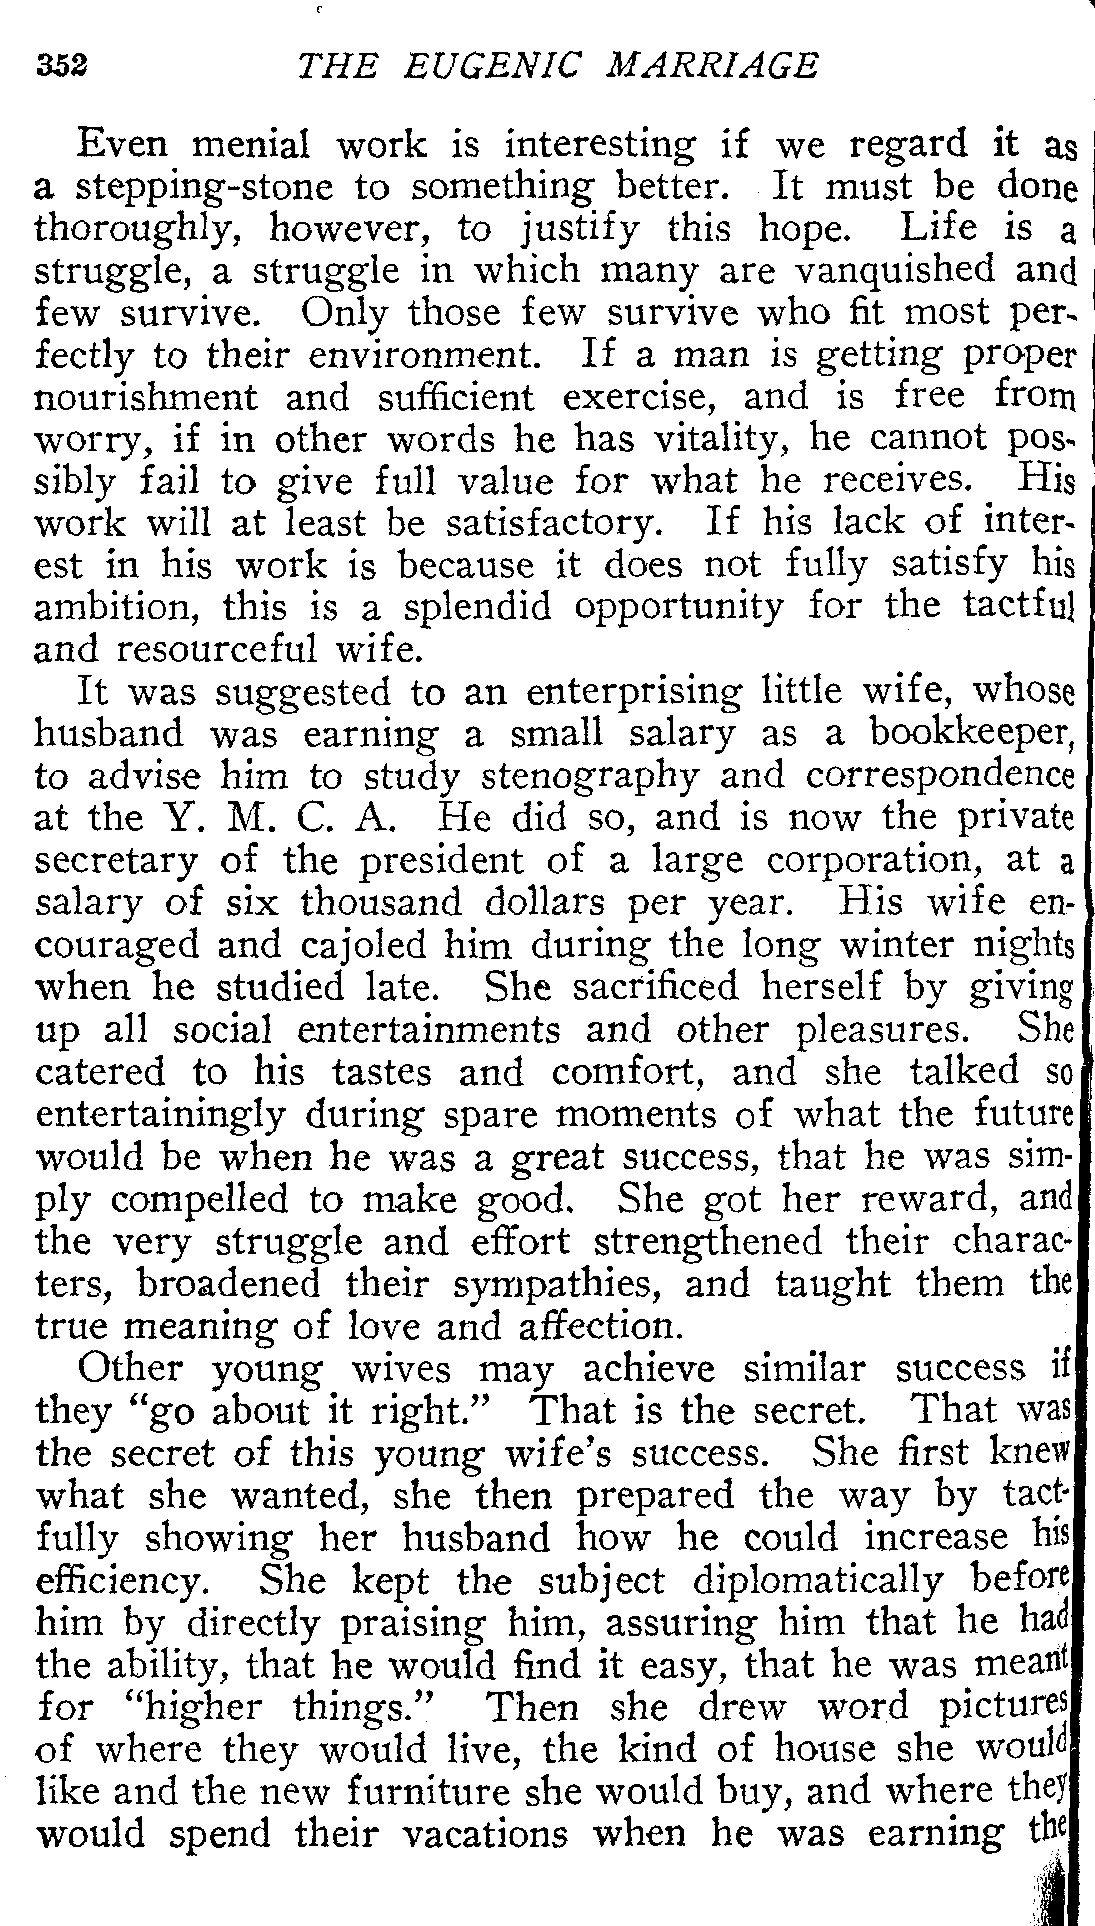 352 THE EUGENIC MARRIAGE
Even menial work is interesting if we regard it as
a stepping-stone to something better. It must be done
thoroughly, however, to justify this hope. Life is a
struggle, a struggle in which many are vanquished and
few survive. Only those few survive who fit most per-
fectly to their environment. If a man is getting proper
nourishment and sufficient exercise, and is free from
worry, if in other words he has vitality, he cannot pos-
sibly fail to give full value for what he receives. His
work will at least be satisfactory. If his lack of inter-
est in his work is because it does not fully satisfy his
ambition, this is a splendid opportunity for the tactful
and resourceful wife.
It was suggested to an enterprising little wife, whose
husband was earning a small salary as a bookkeeper,
to advise him to study stenography and correspondence
at the Y. M. C. A. He did so, and is now the private
secretary of the president of a large corporation, at a
salary of six thousand dollars per year. His wife en-
couraged and cajoled him during the long winter nights
when he studied late. She sacrificed herself by giving
up all social entertainments and other pleasures. She
catered to his tastes and comfort, and she talked so
entertainingly during spare moments of what the future
would be when he was a great success, that he was sim-
ply compelled to make good. She got her reward, and
the very struggle and effort strengthened their charac-
ters, broadened their sympathies, and taught them the
true meaning of love and affection.
Other young wives may achieve similar success if
they "go about it right." That is the secret. That was
the secret of this young wife's success. She first knew
what she wanted, she then prepared the way by tact-
fully showing her husband how he could increase his
efficiency. She kept the subject diplomatically before
him by directly praising him, assuring him that he had
the ability, that he would find it easy, that he was meant
for "higher things." Then she drew word pictures
of where they would live, the kind of house she would
like and the new furniture she would buy, and where they
would spend their vacations when he was earning the